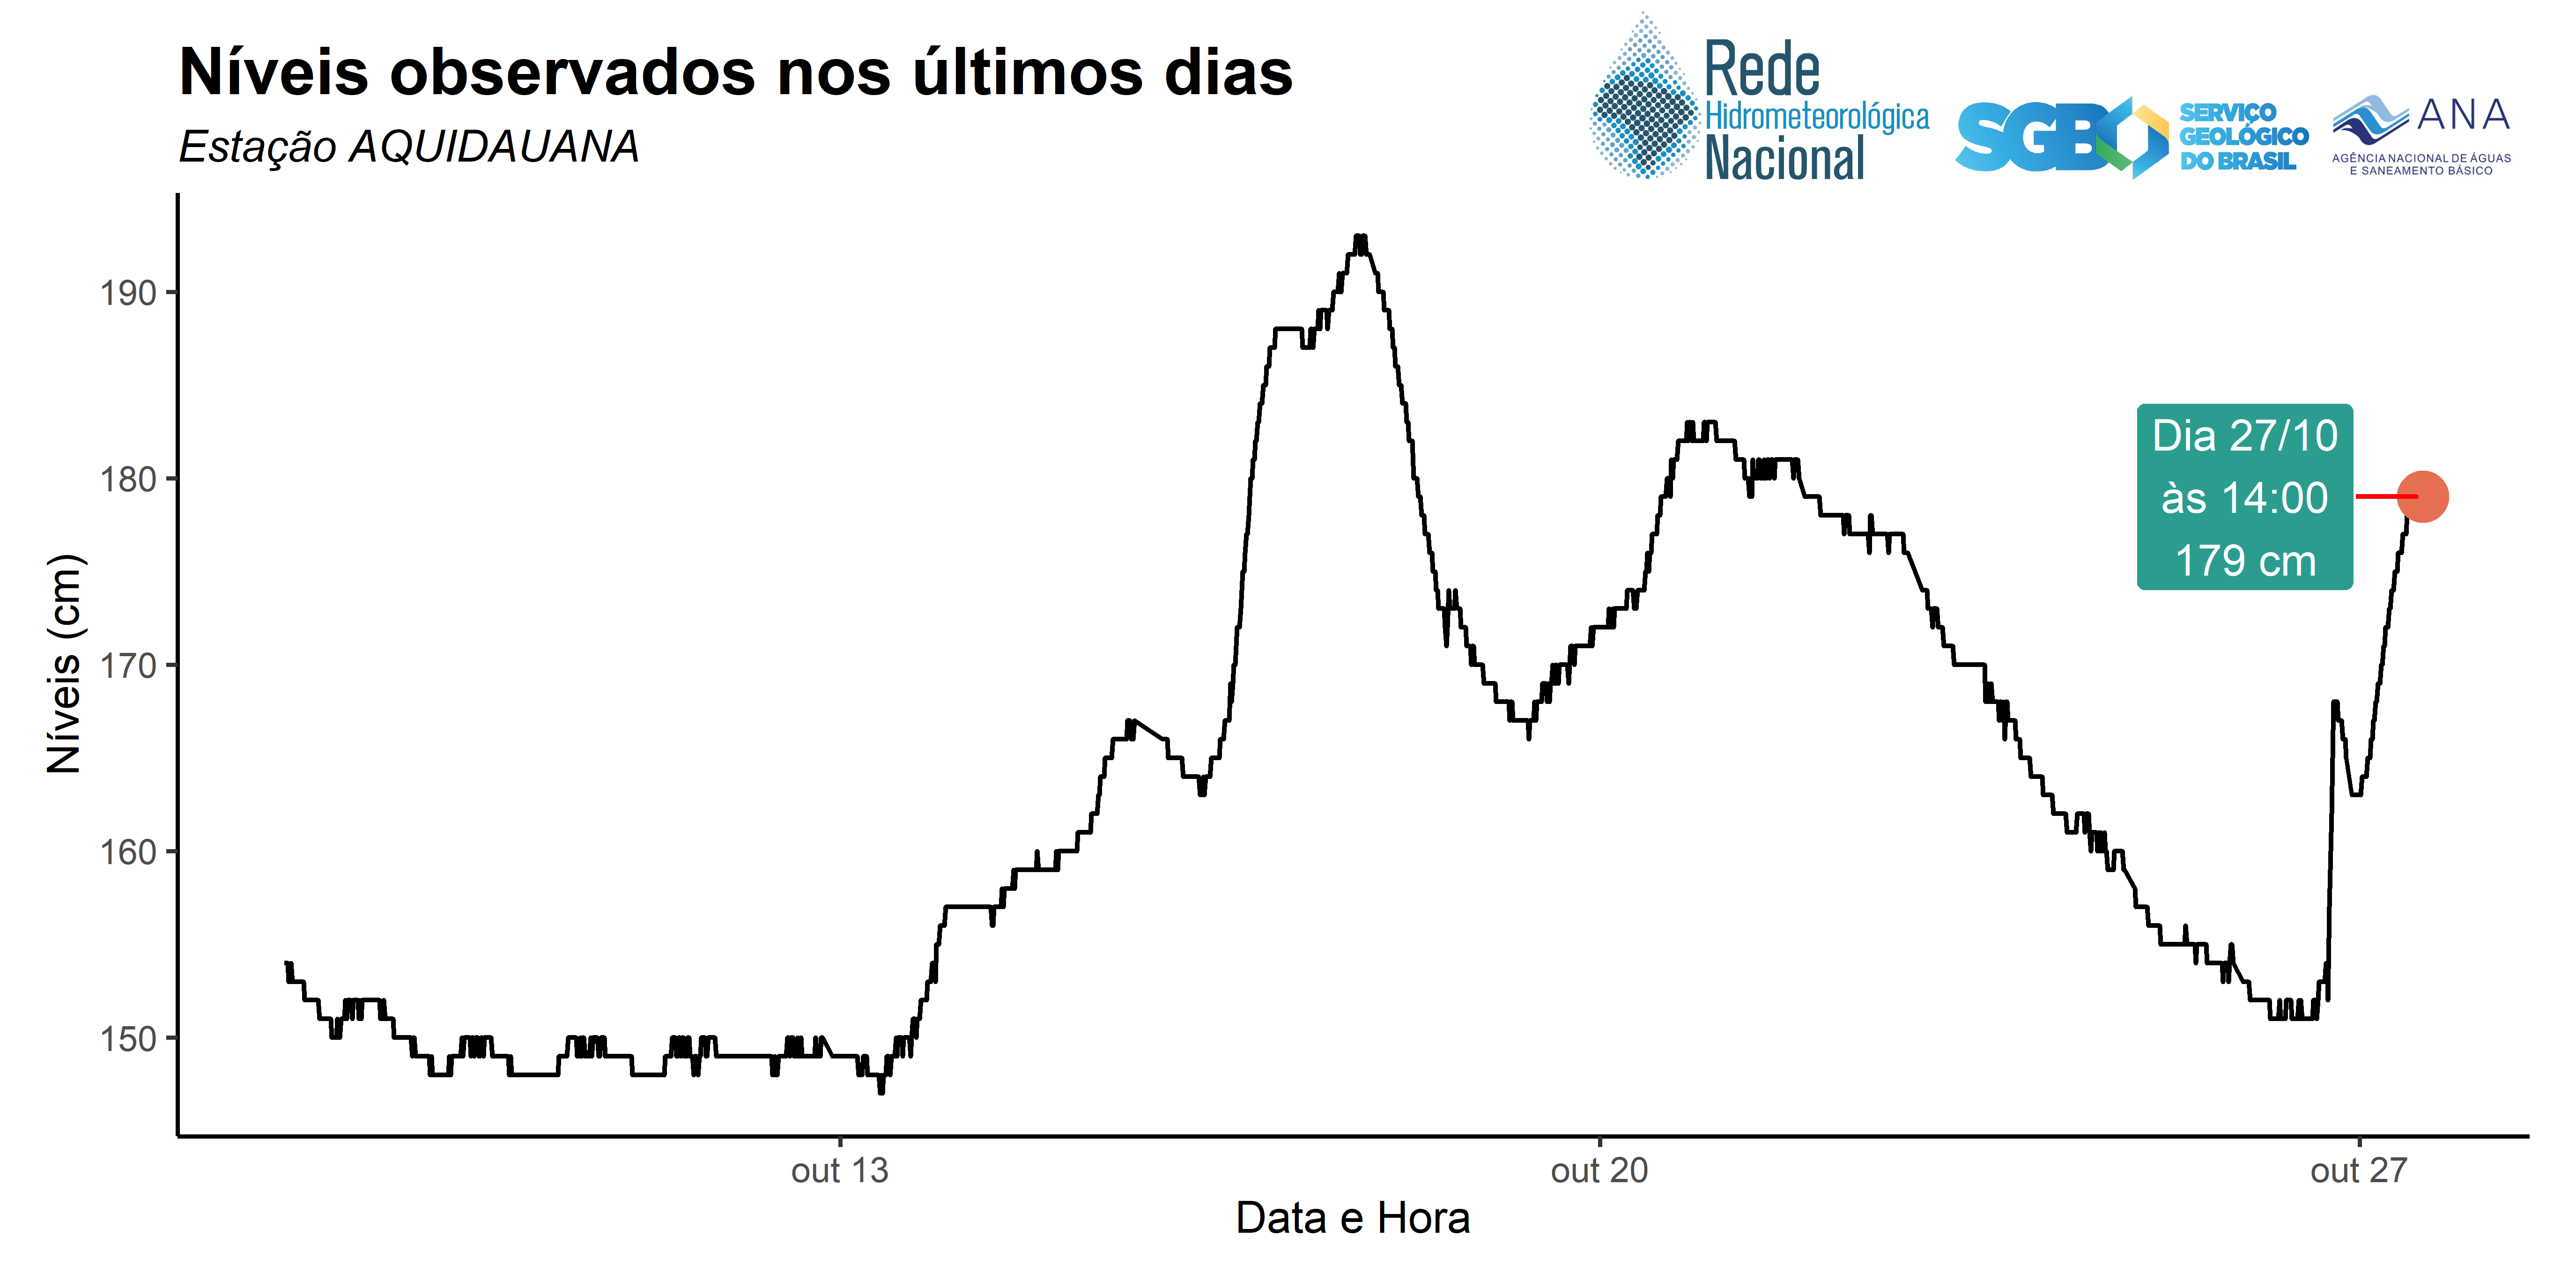 Níveis observados nos últimos dias
Estação AQUIDAUANA
Rede
Hidrometeorológica
Nacional
SGB
SERVIÇO
GEOLÓGICO
DO BRASIL
ANA
AGÊNCIA NACIONAL DE ÁGUAS
E SANEAMENTO BÁSICO
Níveis (cm)
190
180
170
160
150
Dia 27/10
às 14:00
179 cm
out 13
out 20
out 27
Data e Hora